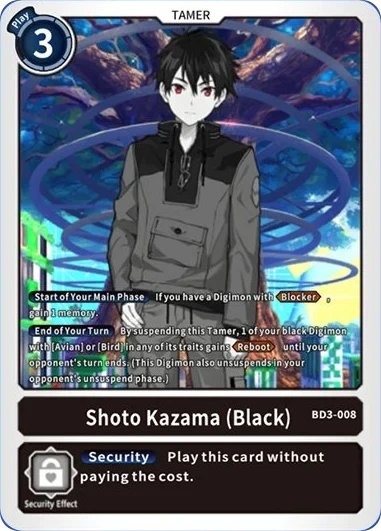 TAMER
Play
3
Start of Your Main Phase If you have a Digimon with Blocker ,
gain 1 memory.
End of Your Turn By suspending this Tamer, 1 of your black Digimon
with [Avian] or [Bird] in any of its traits gains Reboot until your
opponent's turn ends. (This Digimon also unsuspends in your
opponent's unsuspend phase.)
Shoto Kazama (Black) BD3-008
Security Play this card without
paying the cost.
Security Effect